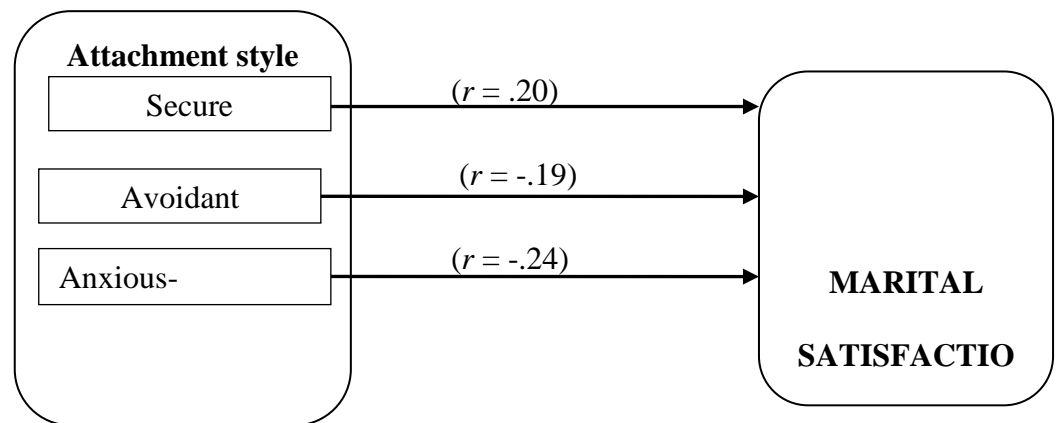 Attachment style
Secure
(r = .20)
Avoidant
(r = -.19)
Anxious-
(r = -.24)
MARITAL
SATISFACTIO